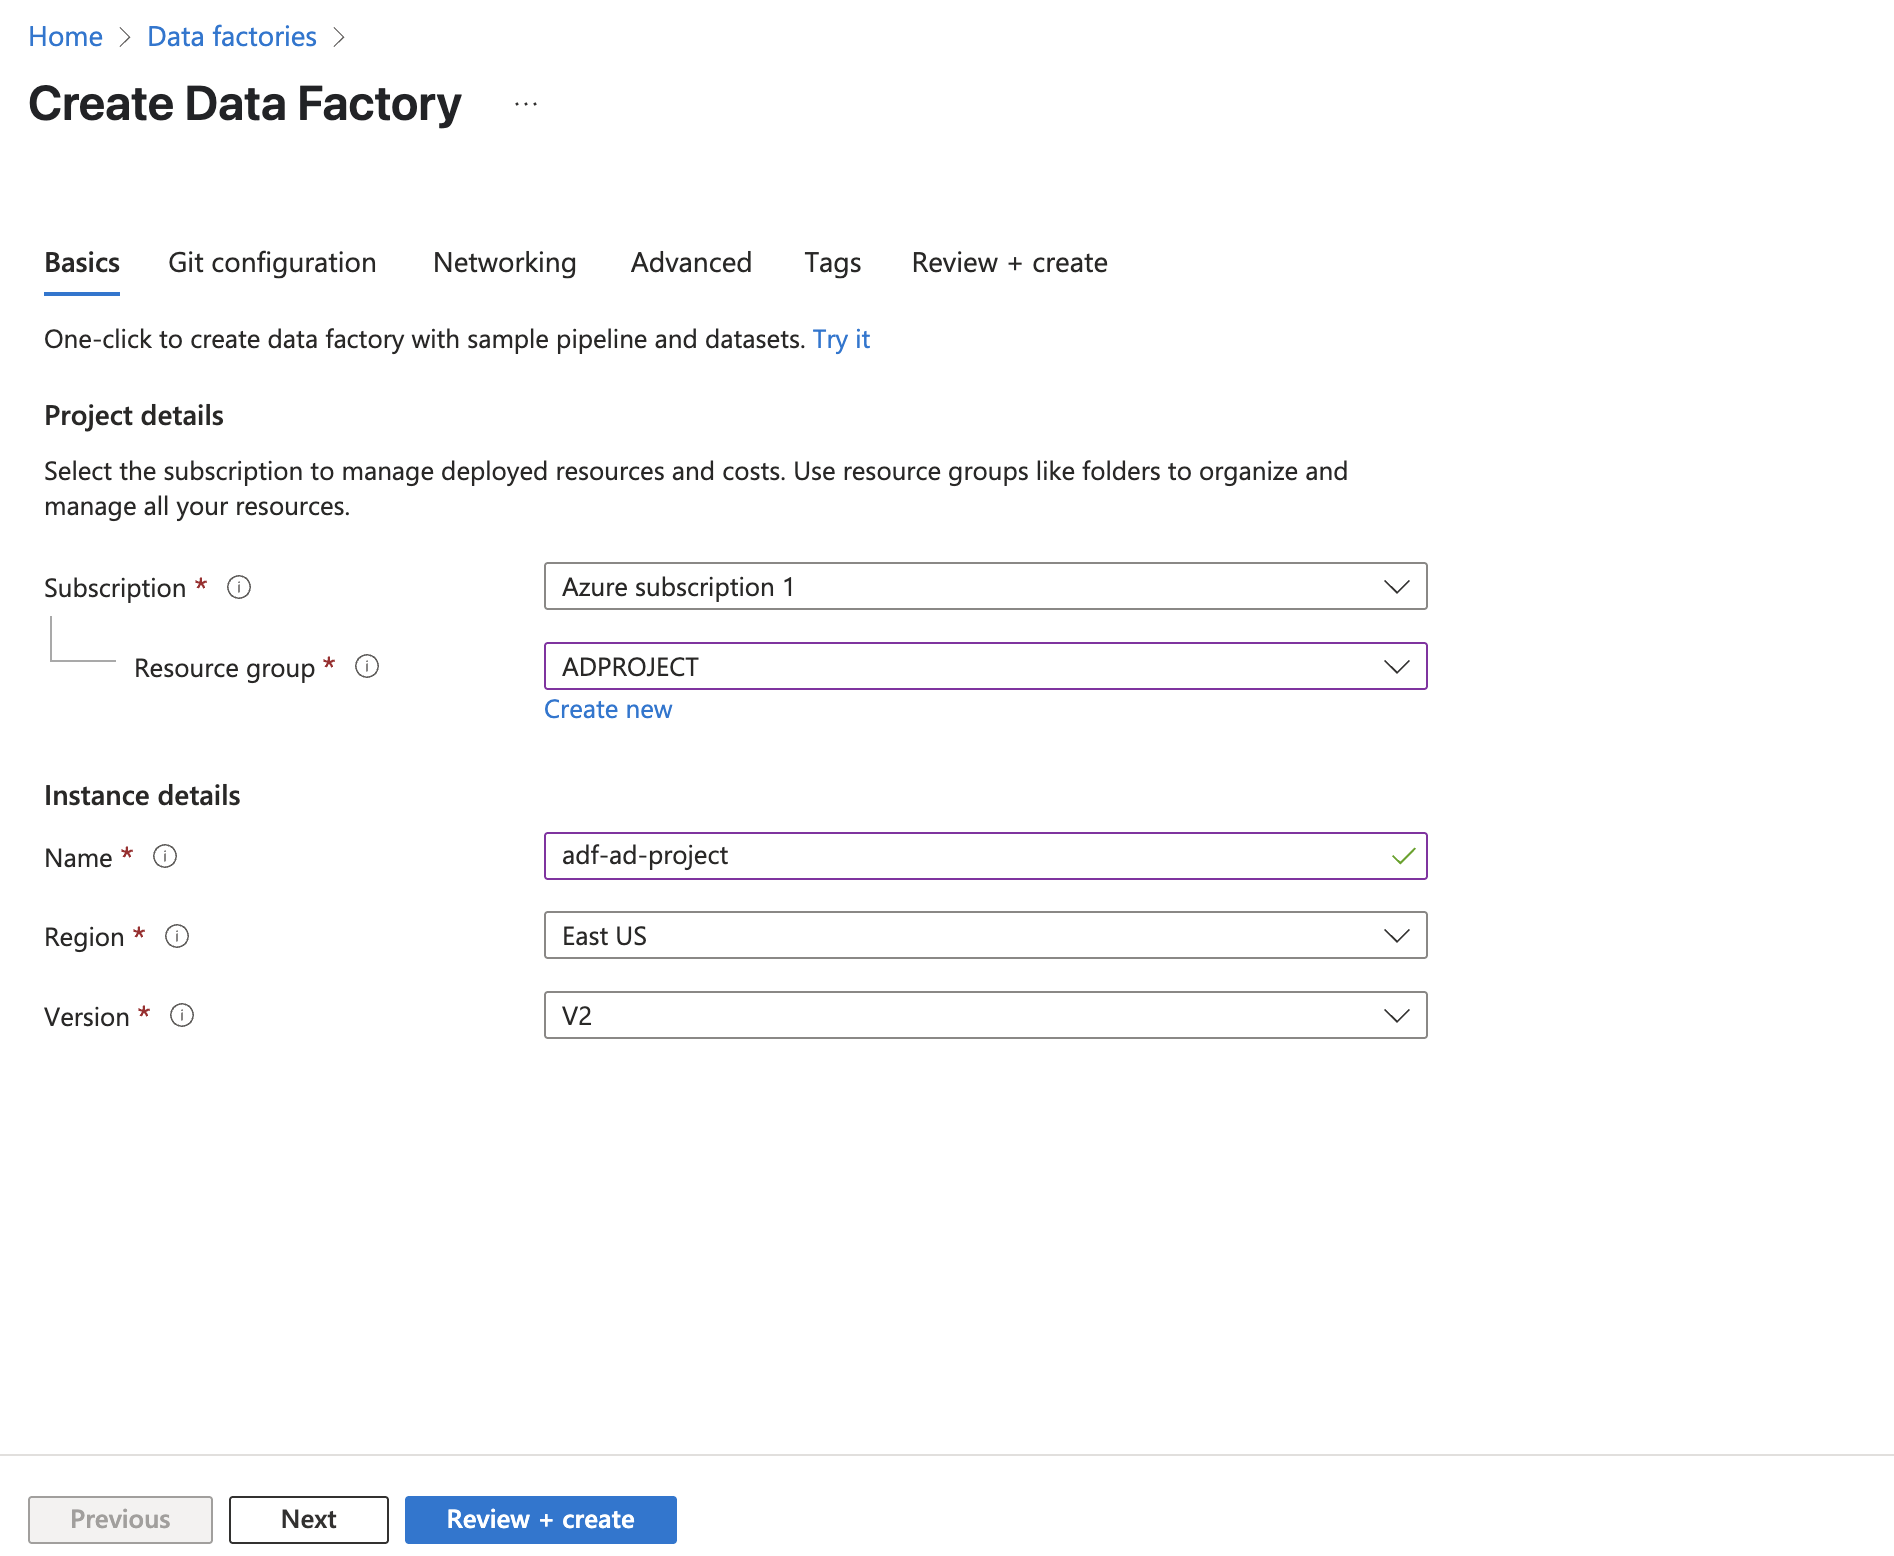 Home > Data factories >
Create Data Factory ...
Basics Git configuration Networking Advanced Tags Review + create
One-click to create data factory with sample pipeline and datasets. Try it
Project details
Select the subscription to manage deployed resources and costs. Use resource groups like folders to organize and
manage all your resources.
Subscription * Azure subscription 1
Resource group * ADPROJECT
Create new
Instance details
Name * adf-ad-project
Region * East US
Version * V2
Previous Next Review + create